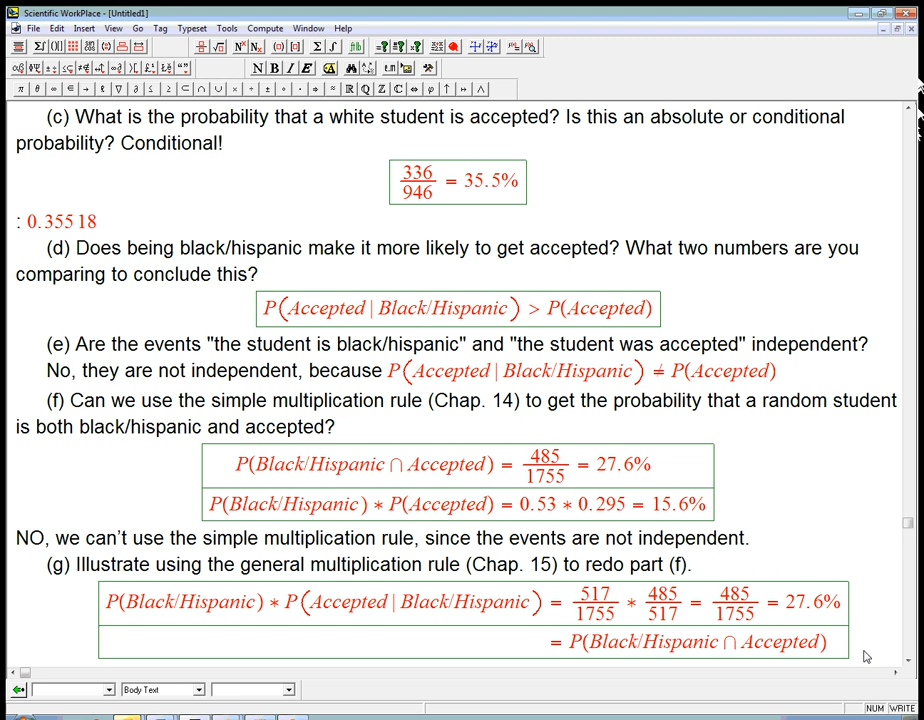 Scientific WorkPlace - [Untitled1]
File Edit Insert View Go Tag Typeset Tools Compute Window Help
(c) What is the probability that a white student is accepted? Is this an absolute or conditional
probability? Conditional!
336/946 = 35.5%
: 0.35518
(d) Does being black/hispanic make it more likely to get accepted? What two numbers are you
comparing to conclude this?
P(Accepted | Black/Hispanic) > P(Accepted)
(e) Are the events "the student is black/hispanic" and "the student was accepted" independent?
No, they are not independent, because P(Accepted | Black/Hispanic) ≠ P(Accepted)
(f) Can we use the simple multiplication rule (Chap. 14) to get the probability that a random student
is both black/hispanic and accepted?
P(Black/Hispanic ∩ Accepted) = 485/1755 = 27.6%
P(Black/Hispanic) * P(Accepted) = 0.53 * 0.295 = 15.6%
NO, we can't use the simple multiplication rule, since the events are not independent.
(g) Illustrate using the general multiplication rule (Chap. 15) to redo part (f).
P(Black/Hispanic) * P(Accepted | Black/Hispanic) = 517/1755 * 485/517 = 485/1755 = 27.6%
= P(Black/Hispanic ∩ Accepted)
Body Text
NUM WRITE